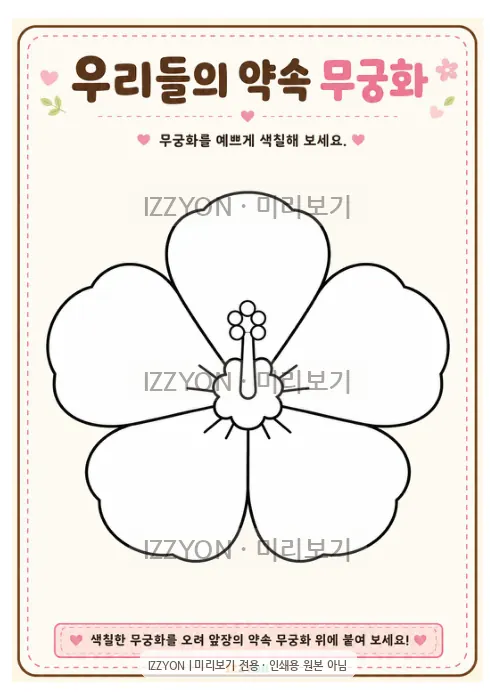 우리들의 약속 무궁화
무궁화를 예쁘게 색칠해 보세요.
IZZYON · 미리보기
IZZYON · 미리보기
IZZYON · 미리보기
색칠한 무궁화를 오려 앞장의 약속 무궁화 위에 붙여 보세요!
IZZYON | 미리보기 전용 · 인쇄용 원본 아님